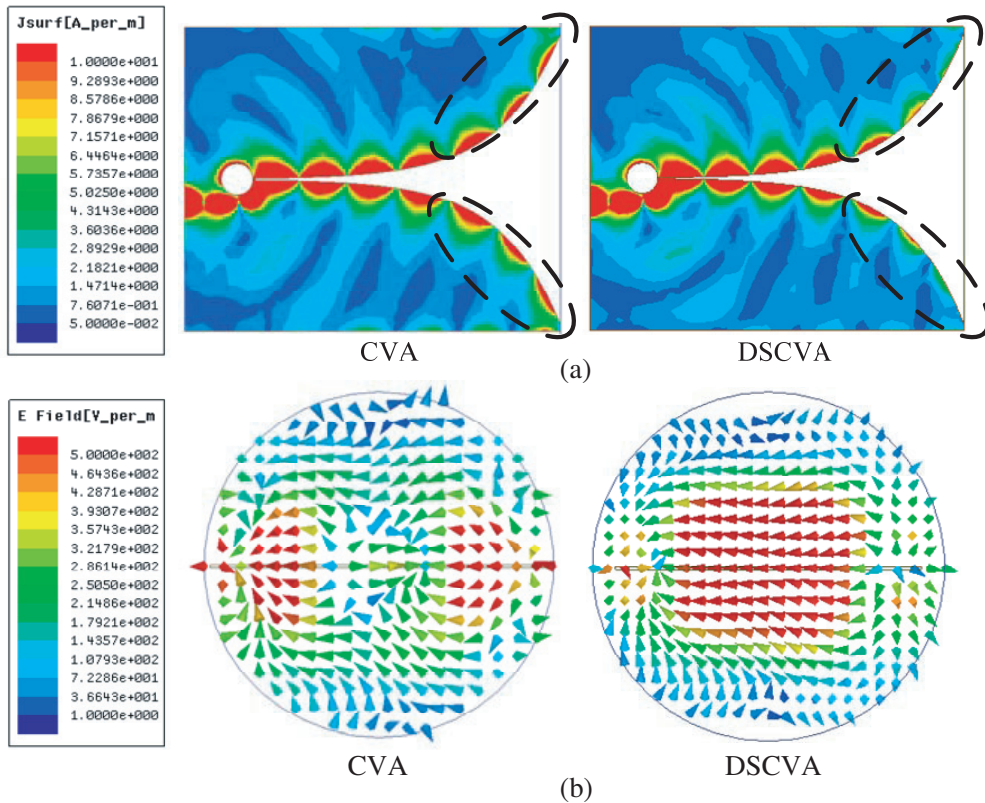 Jsurf[A_per_m]
1.0000e+001
9.2893e+000
8.5786e+000
7.8679e+000
7.1571e+000
6.4464e+000
5.7357e+000
5.0250e+000
4.3143e+000
3.6036e+000
2.8929e+000
2.1821e+000
1.4714e+000
7.6071e-001
5.0000e-002
CVA
DSCVA
(a)
E Field[V_per_m
5.0000e+002
4.6436e+002
4.2871e+002
3.9307e+002
3.5743e+002
3.2179e+002
2.8614e+002
2.5050e+002
2.1486e+002
1.7921e+002
1.4357e+002
1.0793e+002
7.2286e+001
3.6643e+001
1.0000e+000
CVA
DSCVA
(b)